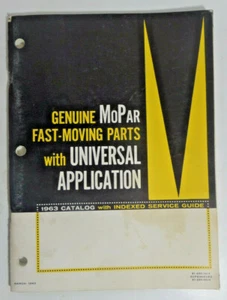 GENUINE MOPAR
FAST-MOVING PARTS
with UNIVERSAL
APPLICATION
1963 CATALOG with INDEXED SERVICE GUIDE